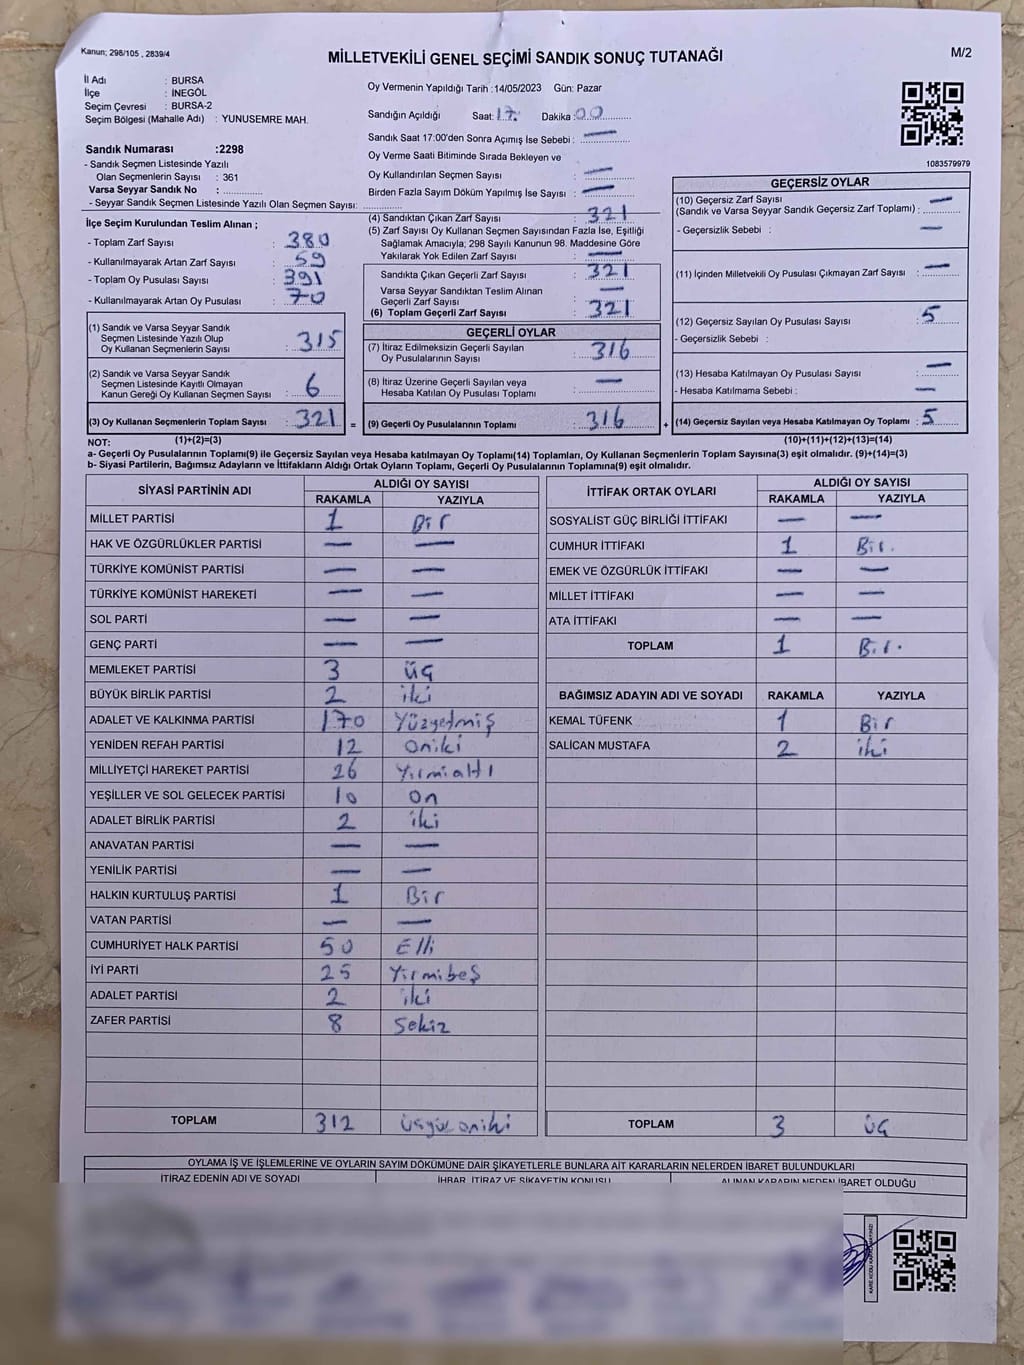 Kanun; 298/105 , 2839/4
MİLLETVEKİLİ GENEL SEÇİMİ SANDIK SONUÇ TUTANAĞI
M/2
İl Adı : BURSA
İlçe : İNEGÖL
Seçim Çevresi : BURSA-2
Seçim Bölgesi (Mahalle Adı) : YUNUSEMRE MAH.
Sandık Numarası :2298
- Sandık Seçmen Listesinde Yazılı
Olan Seçmenlerin Sayısı : 361
Varsa Seyyar Sandık No : ..............
- Seyyar Sandık Seçmen Listesinde Yazılı Olan Seçmen Sayısı: ..............
Oy Vermenin Yapıldığı Tarih :14/05/2023 Gün: Pazar
Sandığın Açıldığı Saat: 17. Dakika :00
Sandık Saat 17:00'den Sonra Açımış İse Sebebi : —
Oy Verme Saati Bitiminde Sırada Bekleyen ve
Oy Kullandırılan Seçmen Sayısı : —
Birden Fazla Sayım Döküm Yapılmış İse Sayısı : —
1083579979
İlçe Seçim Kurulundan Teslim Alınan ;
- Toplam Zarf Sayısı : 380
- Kullanılmayarak Artan Zarf Sayısı : 59
- Toplam Oy Pusulası Sayısı : 391
- Kullanılmayarak Artan Oy Pusulası : 70
(1) Sandık ve Varsa Seyyar Sandık
Seçmen Listesinde Yazılı Olup
Oy Kullanan Seçmenlerin Sayısı : 315
(2) Sandık ve Varsa Seyyar Sandık
Seçmen Listesinde Kayıtlı Olmayan
Kanun Gereği Oy Kullanan Seçmen Sayısı : 6
(3) Oy Kullanan Seçmenlerin Toplam Sayısı : 321
(4) Sandıktan Çıkan Zarf Sayısı : 321
(5) Zarf Sayısı Oy Kullanan Seçmen Sayısından Fazla İse, Eşitliği
Sağlamak Amacıyla; 298 Sayılı Kanunun 98. Maddesine Göre
Yakılarak Yok Edilen Zarf Sayısı : —
Sandıkta Çıkan Geçerli Zarf Sayısı : 321
Varsa Seyyar Sandıktan Teslim Alınan
Geçerli Zarf Sayısı : —
(6) Toplam Geçerli Zarf Sayısı : 321
GEÇERLİ OYLAR
(7) İtiraz Edilmeksizin Geçerli Sayılan
Oy Pusulalarının Sayısı : 316
(8) İtiraz Üzerine Geçerli Sayılan veya
Hesaba Katılan Oy Pusulası Toplamı : —
= (9) Geçerli Oy Pusulalarının Toplamı : 316
GEÇERSİZ OYLAR
(10) Geçersiz Zarf Sayısı
(Sandık ve Varsa Seyyar Sandık Geçersiz Zarf Toplamı) : —
- Geçersizlik Sebebi : —
(11) İçinden Milletvekili Oy Pusulası Çıkmayan Zarf Sayısı : —
(12) Geçersiz Sayılan Oy Pusulası Sayısı : 5
- Geçersizlik Sebebi :
(13) Hesaba Katılmayan Oy Pusulası Sayısı : —
- Hesaba Katılmama Sebebi : —
+ (14) Geçersiz Sayılan veya Hesaba Katılmayan Oy Toplamı : 5
NOT: (1)+(2)=(3) (10)+(11)+(12)+(13)=(14)
a- Geçerli Oy Pusulalarının Toplamı(9) ile Geçersiz Sayılan veya Hesaba katılmayan Oy Toplamı(14) Toplamları, Oy Kullanan Seçmenlerin Toplam Sayısına(3) eşit olmalıdır. (9)+(14)=(3)
b- Siyasi Partilerin, Bağımsız Adayların ve İttifakların Aldığı Ortak Oyların Toplamı, Geçerli Oy Pusulalarının Toplamına(9) eşit olmalıdır.
SİYASİ PARTİNİN ADI ALDIĞI OY SAYISI
RAKAMLA YAZIYLA
MİLLET PARTİSİ 1 Bir
HAK VE ÖZGÜRLÜKLER PARTİSİ — —
TÜRKİYE KOMÜNİST PARTİSİ — —
TÜRKİYE KOMÜNİST HAREKETİ — —
SOL PARTİ — —
GENÇ PARTİ — —
MEMLEKET PARTİSİ 3 üç
BÜYÜK BİRLİK PARTİSİ 2 iki
ADALET VE KALKINMA PARTİSİ 170 Yüzyetmiş
YENİDEN REFAH PARTİSİ 12 oniki
MİLLİYETÇİ HAREKET PARTİSİ 26 Yirmialtı
YEŞİLLER VE SOL GELECEK PARTİSİ 10 on
ADALET BİRLİK PARTİSİ 2 iki
ANAVATAN PARTİSİ — —
YENİLİK PARTİSİ — —
HALKIN KURTULUŞ PARTİSİ 1 Bir
VATAN PARTİSİ — —
CUMHURİYET HALK PARTİSİ 50 Elli
İYİ PARTİ 25 Yirmibeş
ADALET PARTİSİ 2 iki
ZAFER PARTİSİ 8 Sekiz
TOPLAM 312 üçyüzoniki
İTTİFAK ORTAK OYLARI ALDIĞI OY SAYISI
RAKAMLA YAZIYLA
SOSYALİST GÜÇ BİRLİĞİ İTTİFAKI — —
CUMHUR İTTİFAKI 1 Bir.
EMEK VE ÖZGÜRLÜK İTTİFAKI — —
MİLLET İTTİFAKI — —
ATA İTTİFAKI — —
TOPLAM 1 Bir.
BAĞIMSIZ ADAYIN ADI VE SOYADI RAKAMLA YAZIYLA
KEMAL TÜFENK 1 Bir
SALİCAN MUSTAFA 2 iki
TOPLAM 3 üç
OYLAMA İŞ VE İŞLEMLERİNE VE OYLARIN SAYIM DÖKÜMÜNE DAİR ŞİKAYETLERLE BUNLARA AİT KARARLARIN NELERDEN İBARET BULUNDUKLARI
İTİRAZ EDENİN ADI VE SOYADI İHBAR, İTİRAZ VE ŞİKAYETİN KONUSU ALINAN KARARIN NEDEN İBARET OLDUĞU